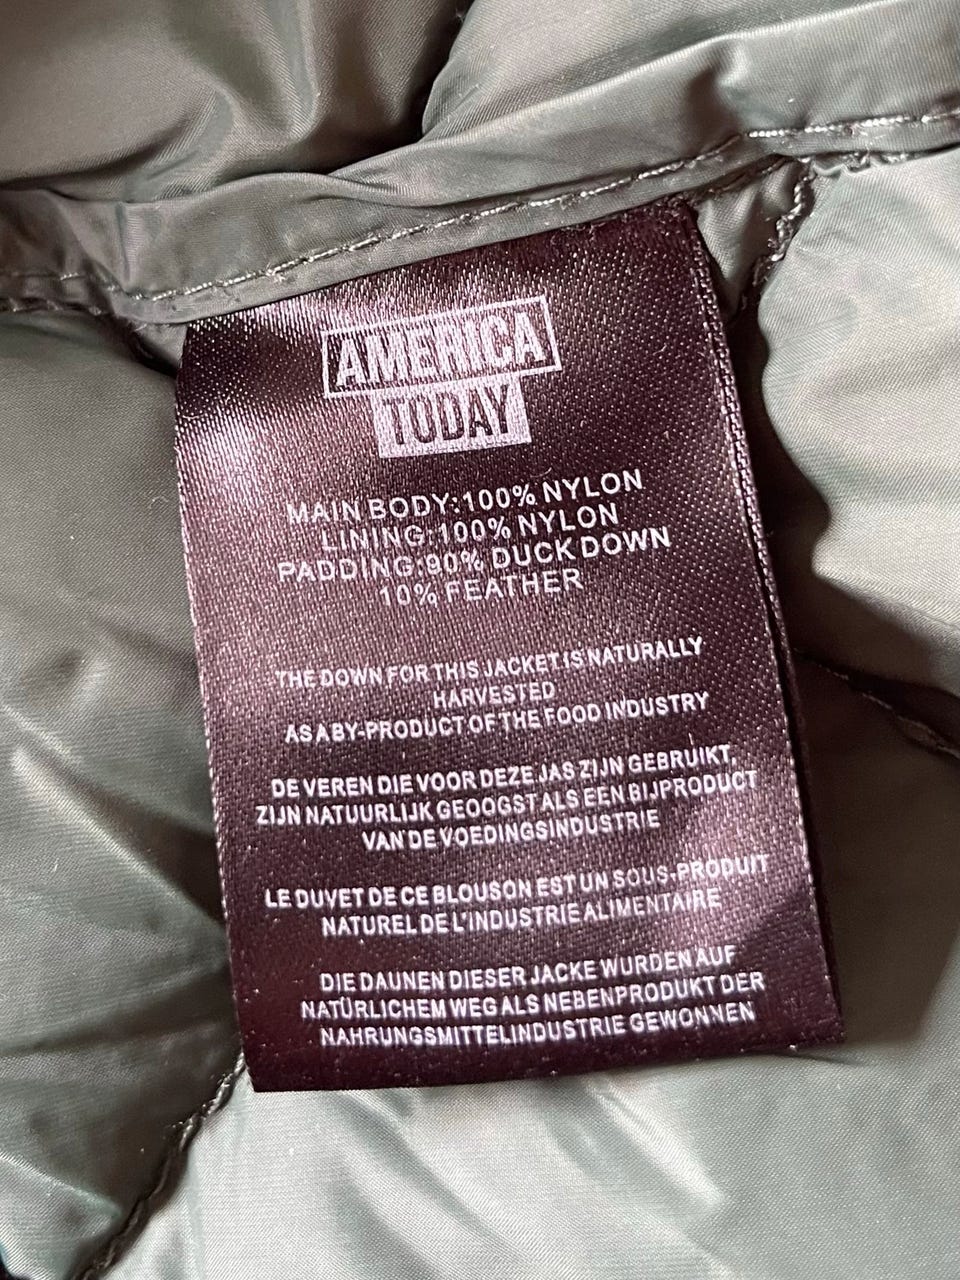 AMERICA
TODAY
MAIN BODY:100% NYLON
LINING:100% NYLON
PADDING:90% DUCK DOWN
10% FEATHER
THE DOWN FOR THIS JACKET IS NATURALLY
HARVESTED
AS A BY-PRODUCT OF THE FOOD INDUSTRY
DE VEREN DIE VOOR DEZE JAS ZIJN GEBRUIKT,
ZIJN NATUURLIJK GEOOGST ALS EEN BIJPRODUCT
VAN DE VOEDINGSINDUSTRIE
LE DUVET DE CE BLOUSON EST UN SOUS-PRODUIT
NATUREL DE L'INDUSTRIE ALIMENTAIRE
DIE DAUNEN DIESER JACKE WURDEN AUF
NATÜRLICHEM WEG ALS NEBENPRODUKT DER
NAHRUNGSMITTELINDUSTRIE GEWONNEN